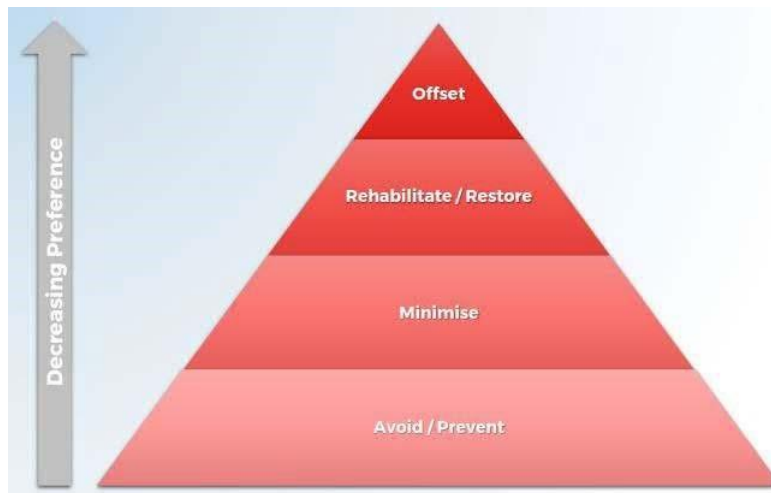 Decreasing Preference
Offset
Rehabilitate / Restore
Minimise
Avoid / Prevent